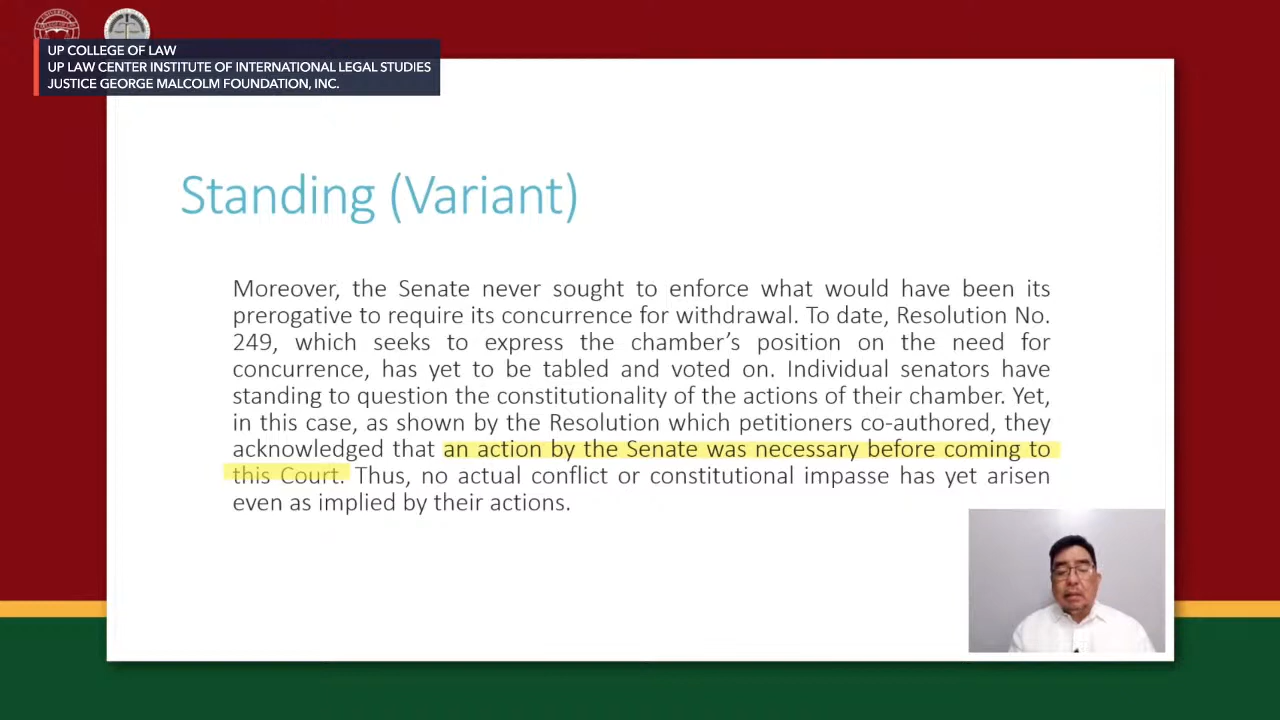 UP COLLEGE OF LAW
UP LAW CENTER INSTITUTE OF INTERNATIONAL LEGAL STUDIES
JUSTICE GEORGE MALCOLM FOUNDATION, INC.
Standing (Variant)
Moreover, the Senate never sought to enforce what would have been its
prerogative to require its concurrence for withdrawal. To date, Resolution No.
249, which seeks to express the chamber’s position on the need for
concurrence, has yet to be tabled and voted on. Individual senators have
standing to question the constitutionality of the actions of their chamber. Yet,
in this case, as shown by the Resolution which petitioners co-authored, they
acknowledged that an action by the Senate was necessary before coming to
this Court. Thus, no actual conflict or constitutional impasse has yet arisen
even as implied by their actions.